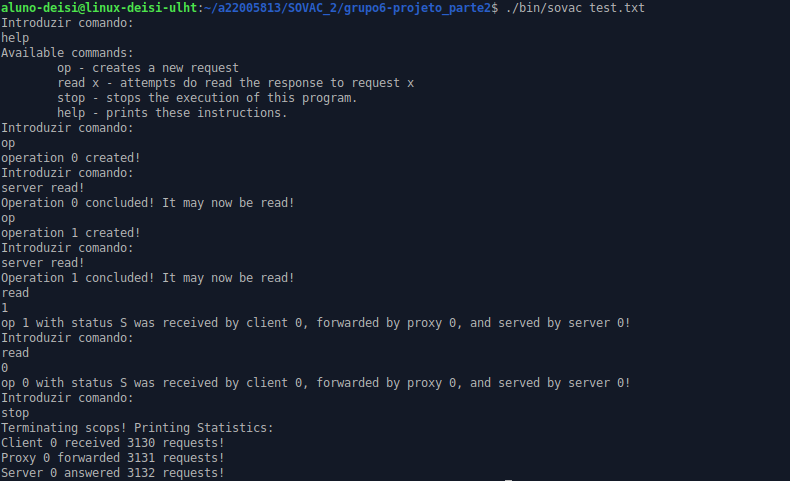 aluno-deisi@linux-deisi-ulht:~/a22005813/SOVAC_2/grupo6-projeto_parte2$ ./bin/sovac test.txt
Introduzir comando:
help
Available commands:
        op - creates a new request
        read x - attempts do read the response to request x
        stop - stops the execution of this program.
        help - prints these instructions.
Introduzir comando:
op
operation 0 created!
Introduzir comando:
server read!
Operation 0 concluded! It may now be read!
op
operation 1 created!
Introduzir comando:
server read!
Operation 1 concluded! It may now be read!
read
1
op 1 with status S was received by client 0, forwarded by proxy 0, and served by server 0!
Introduzir comando:
read
0
op 0 with status S was received by client 0, forwarded by proxy 0, and served by server 0!
Introduzir comando:
stop
Terminating scops! Printing Statistics:
Client 0 received 3130 requests!
Proxy 0 forwarded 3131 requests!
Server 0 answered 3132 requests!